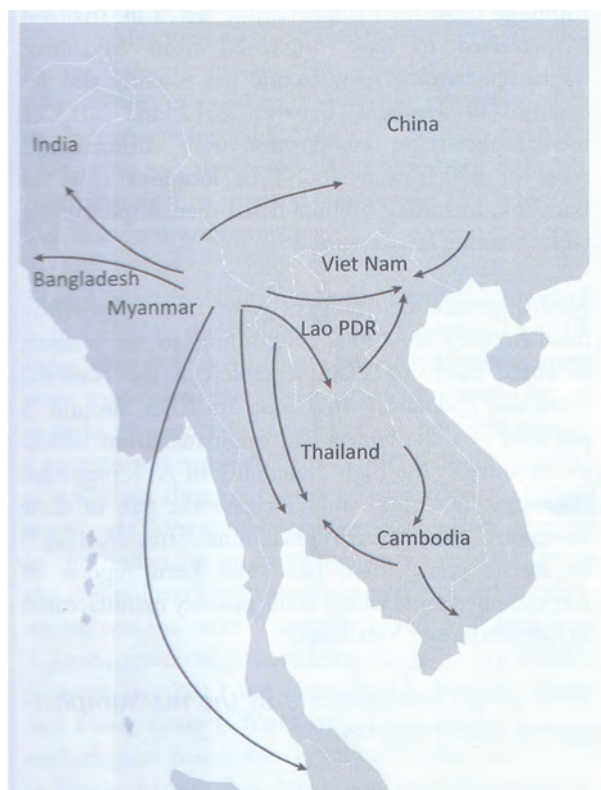 China
India
Viet Nam
Bangladesh
Myanmar
Lao PDR
Thailand
Cambodia